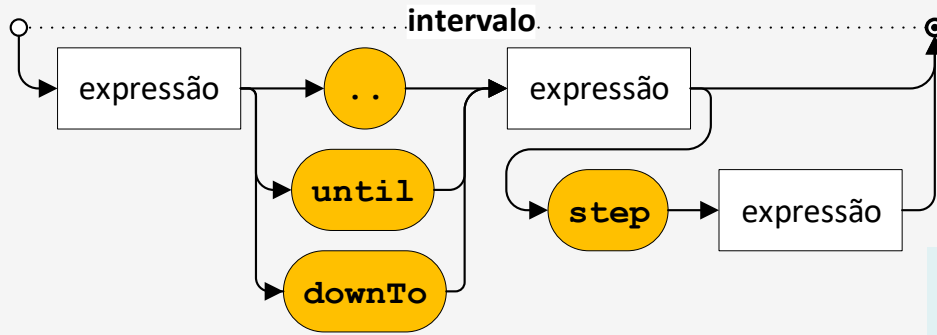 intervalo
expressão .. expressão
until
step expressão
downTo